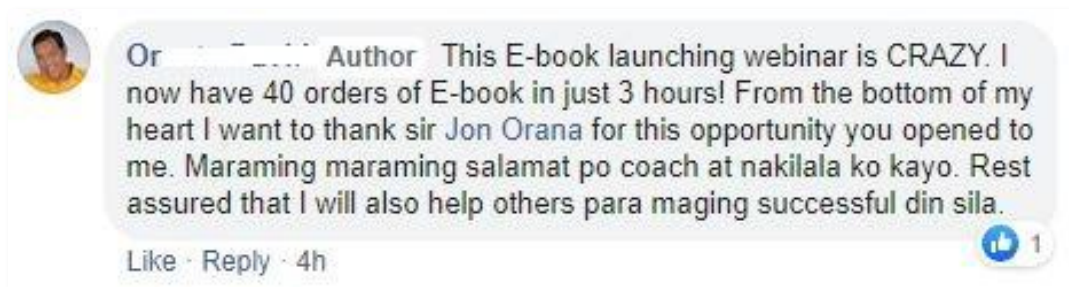 Or Author This E-book launching webinar is CRAZY. I
now have 40 orders of E-book in just 3 hours! From the bottom of my
heart I want to thank sir Jon Orana for this opportunity you opened to
me. Maraming maraming salamat po coach at nakilala ko kayo. Rest
assured that I will also help others para maging successful din sila.
1
Like · Reply · 4h